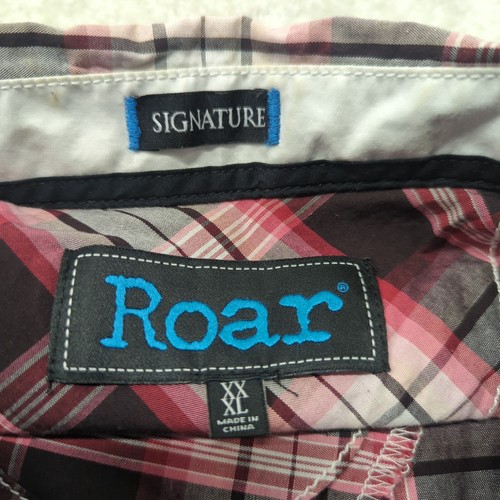 SIGNATURE
Roar®
XX
XL
MADE IN
CHINA